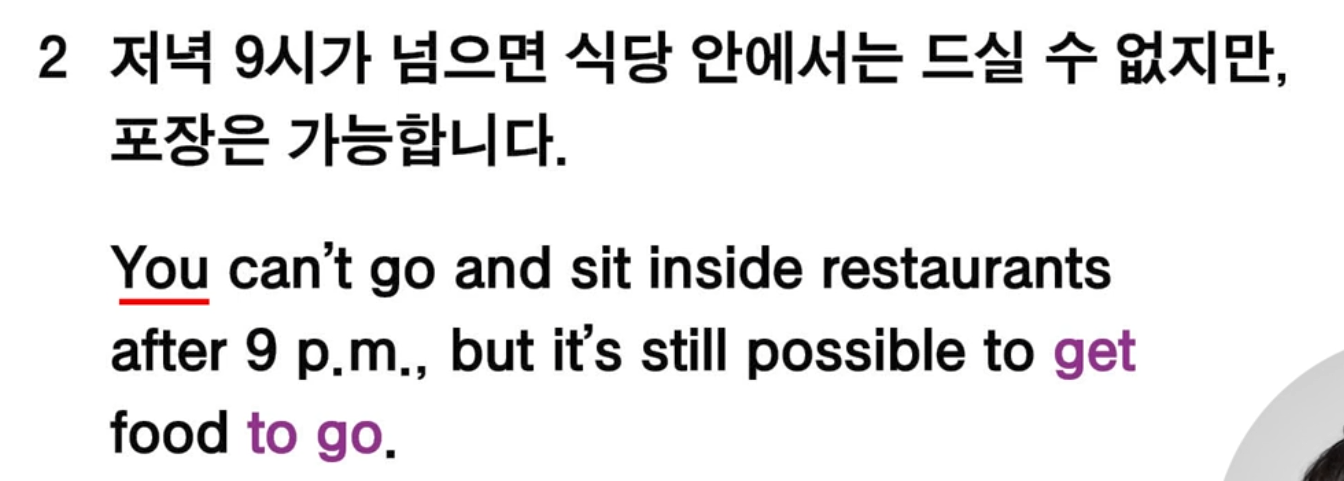 2 저녁 9시가 넘으면 식당 안에서는 드실 수 없지만,
포장은 가능합니다.
You can't go and sit inside restaurants
after 9 p.m., but it's still possible to get
food to go.